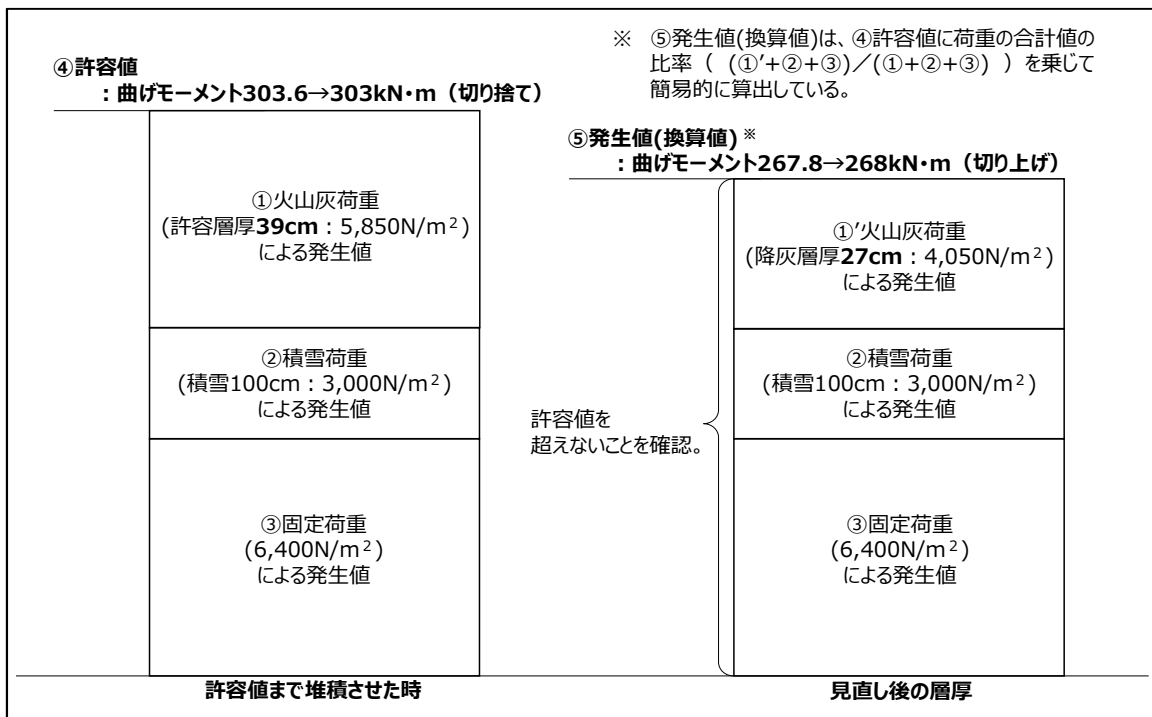 ※ ⑤発生値(換算値)は、④許容値に荷重の合計値の
比率（ (①’+②+③)／(①+②+③) ）を乗じて
簡易的に算出している。
④許容値
：曲げモーメント303.6→303kN・m（切り捨て）
①火山灰荷重
(許容層厚39cm：5,850N/m²)
による発生値
②積雪荷重
(積雪100cm：3,000N/m²)
による発生値
③固定荷重
(6,400N/m²)
による発生値
許容値まで堆積させた時
⑤発生値(換算値)※
：曲げモーメント267.8→268kN・m（切り上げ）
①’火山灰荷重
(降灰層厚27cm：4,050N/m²)
による発生値
②積雪荷重
(積雪100cm：3,000N/m²)
による発生値
許容値を
超えないことを確認。
③固定荷重
(6,400N/m²)
による発生値
見直し後の層厚